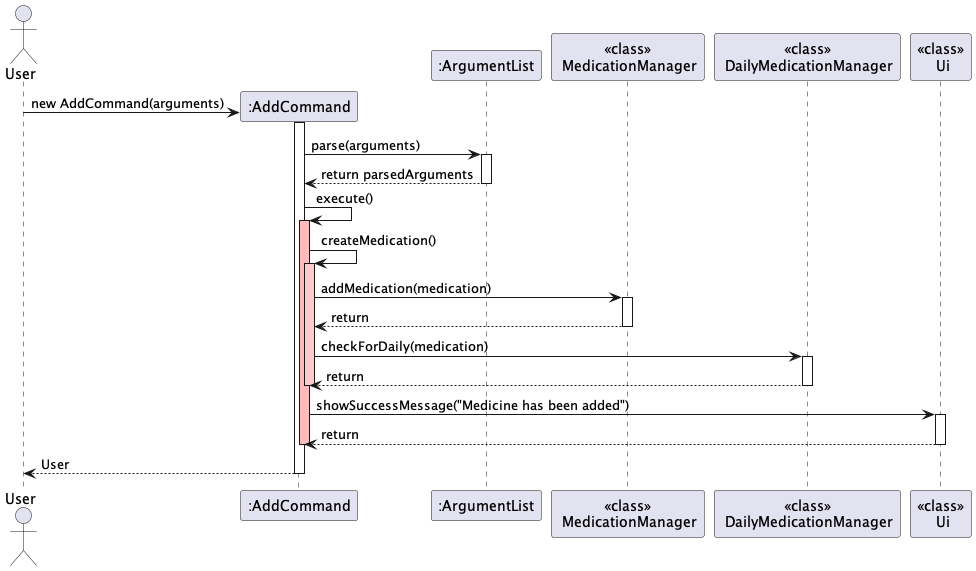 User
:ArgumentList
«class»
MedicationManager
«class»
DailyMedicationManager
«class»
Ui
new AddCommand(arguments)
:AddCommand
parse(arguments)
return parsedArguments
execute()
createMedication()
addMedication(medication)
return
checkForDaily(medication)
return
showSuccessMessage("Medicine has been added")
return
User
User
:AddCommand
:ArgumentList
«class»
MedicationManager
«class»
DailyMedicationManager
«class»
Ui